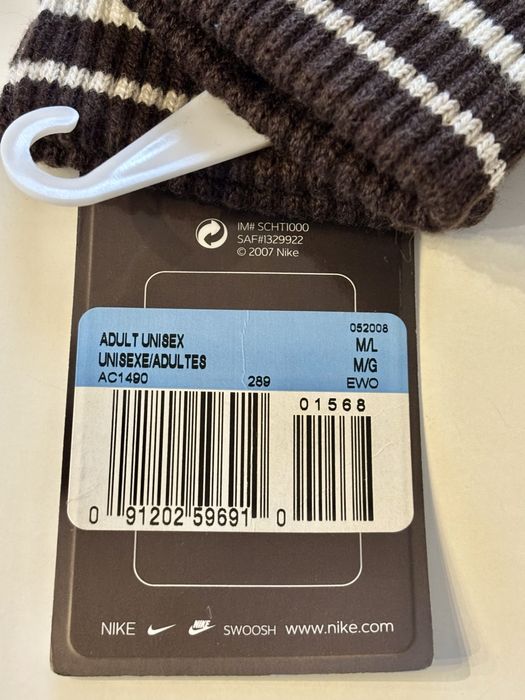 IM# SCHT1000
SAF#1329922
© 2007 Nike
052008
ADULT UNISEX M/L
UNISEXE/ADULTES M/G
AC1490 289 EWO
01568
0 91202 59691 0
NIKE NIKE SWOOSH www.nike.com